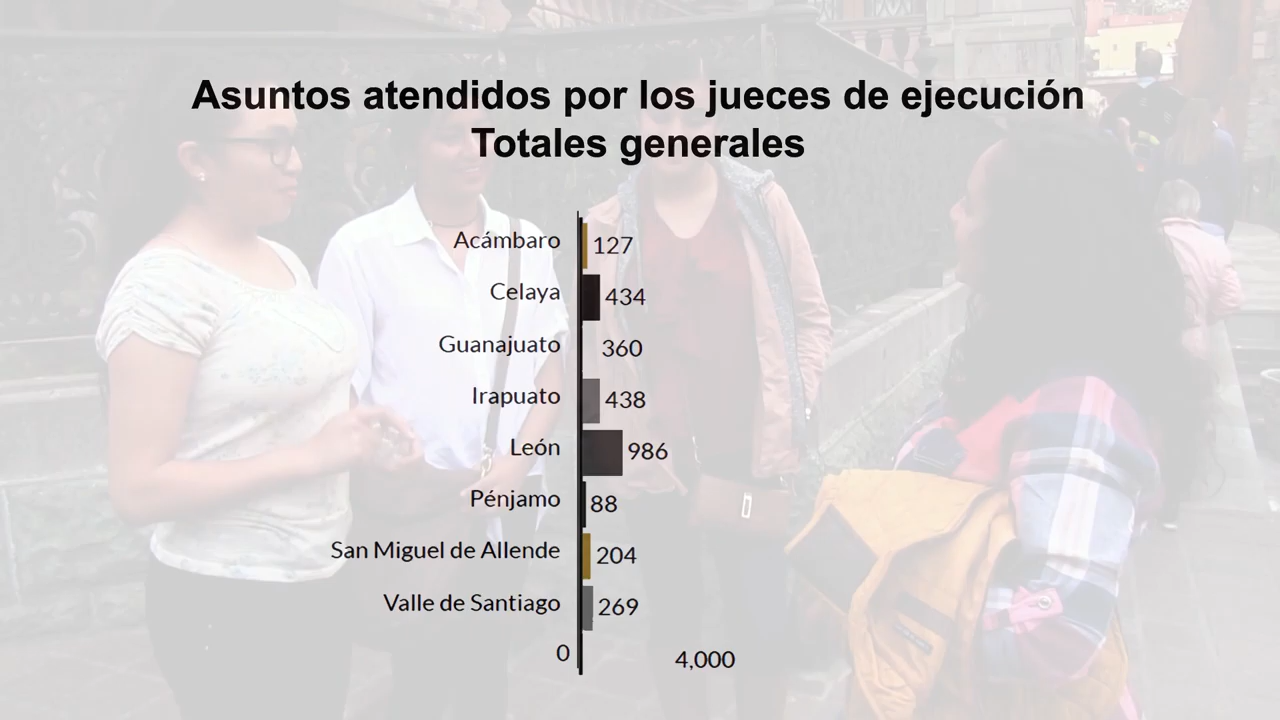 Asuntos atendidos por los jueces de ejecución
Totales generales
Acámbaro 127
Celaya 434
Guanajuato 360
Irapuato 438
León 986
Pénjamo 88
San Miguel de Allende 204
Valle de Santiago 269
0 4,000